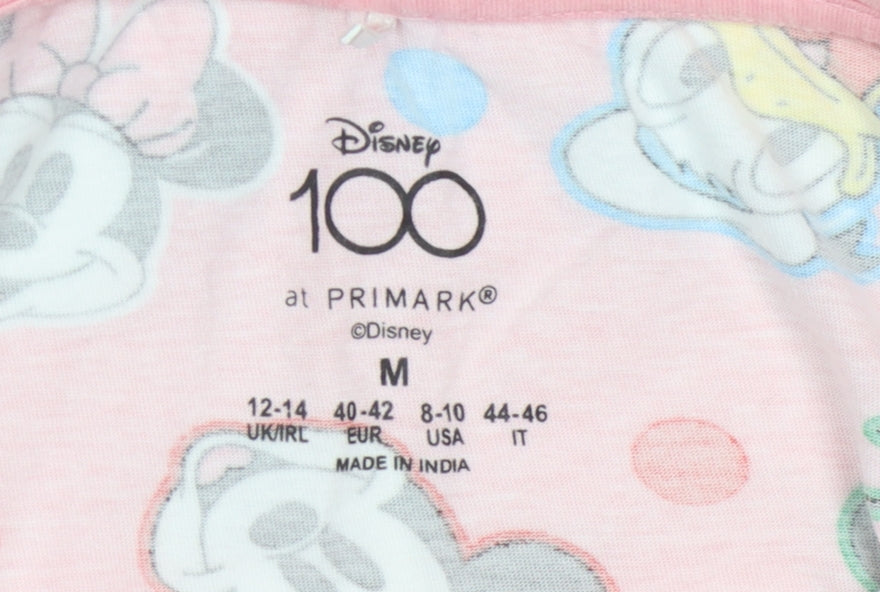 Disney
100
at PRIMARK®
©Disney
M
12-14 40-42 8-10 44-46
UK/IRL EUR USA IT
MADE IN INDIA